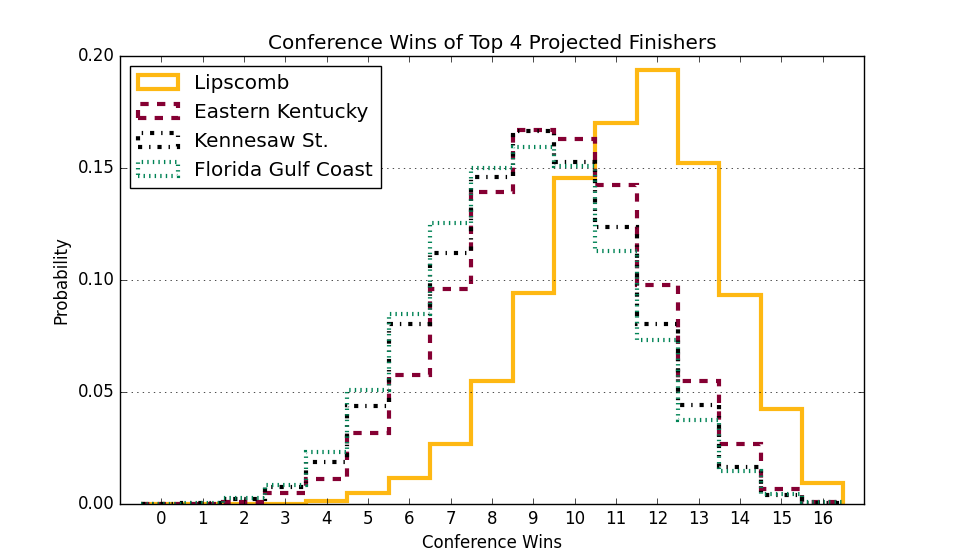 Conference Wins of Top 4 Projected Finishers
Lipscomb
Eastern Kentucky
Kennesaw St.
Florida Gulf Coast
0.20
0.15
0.10
0.05
0.00
Probability
0 1 2 3 4 5 6 7 8 9 10 11 12 13 14 15 16
Conference Wins